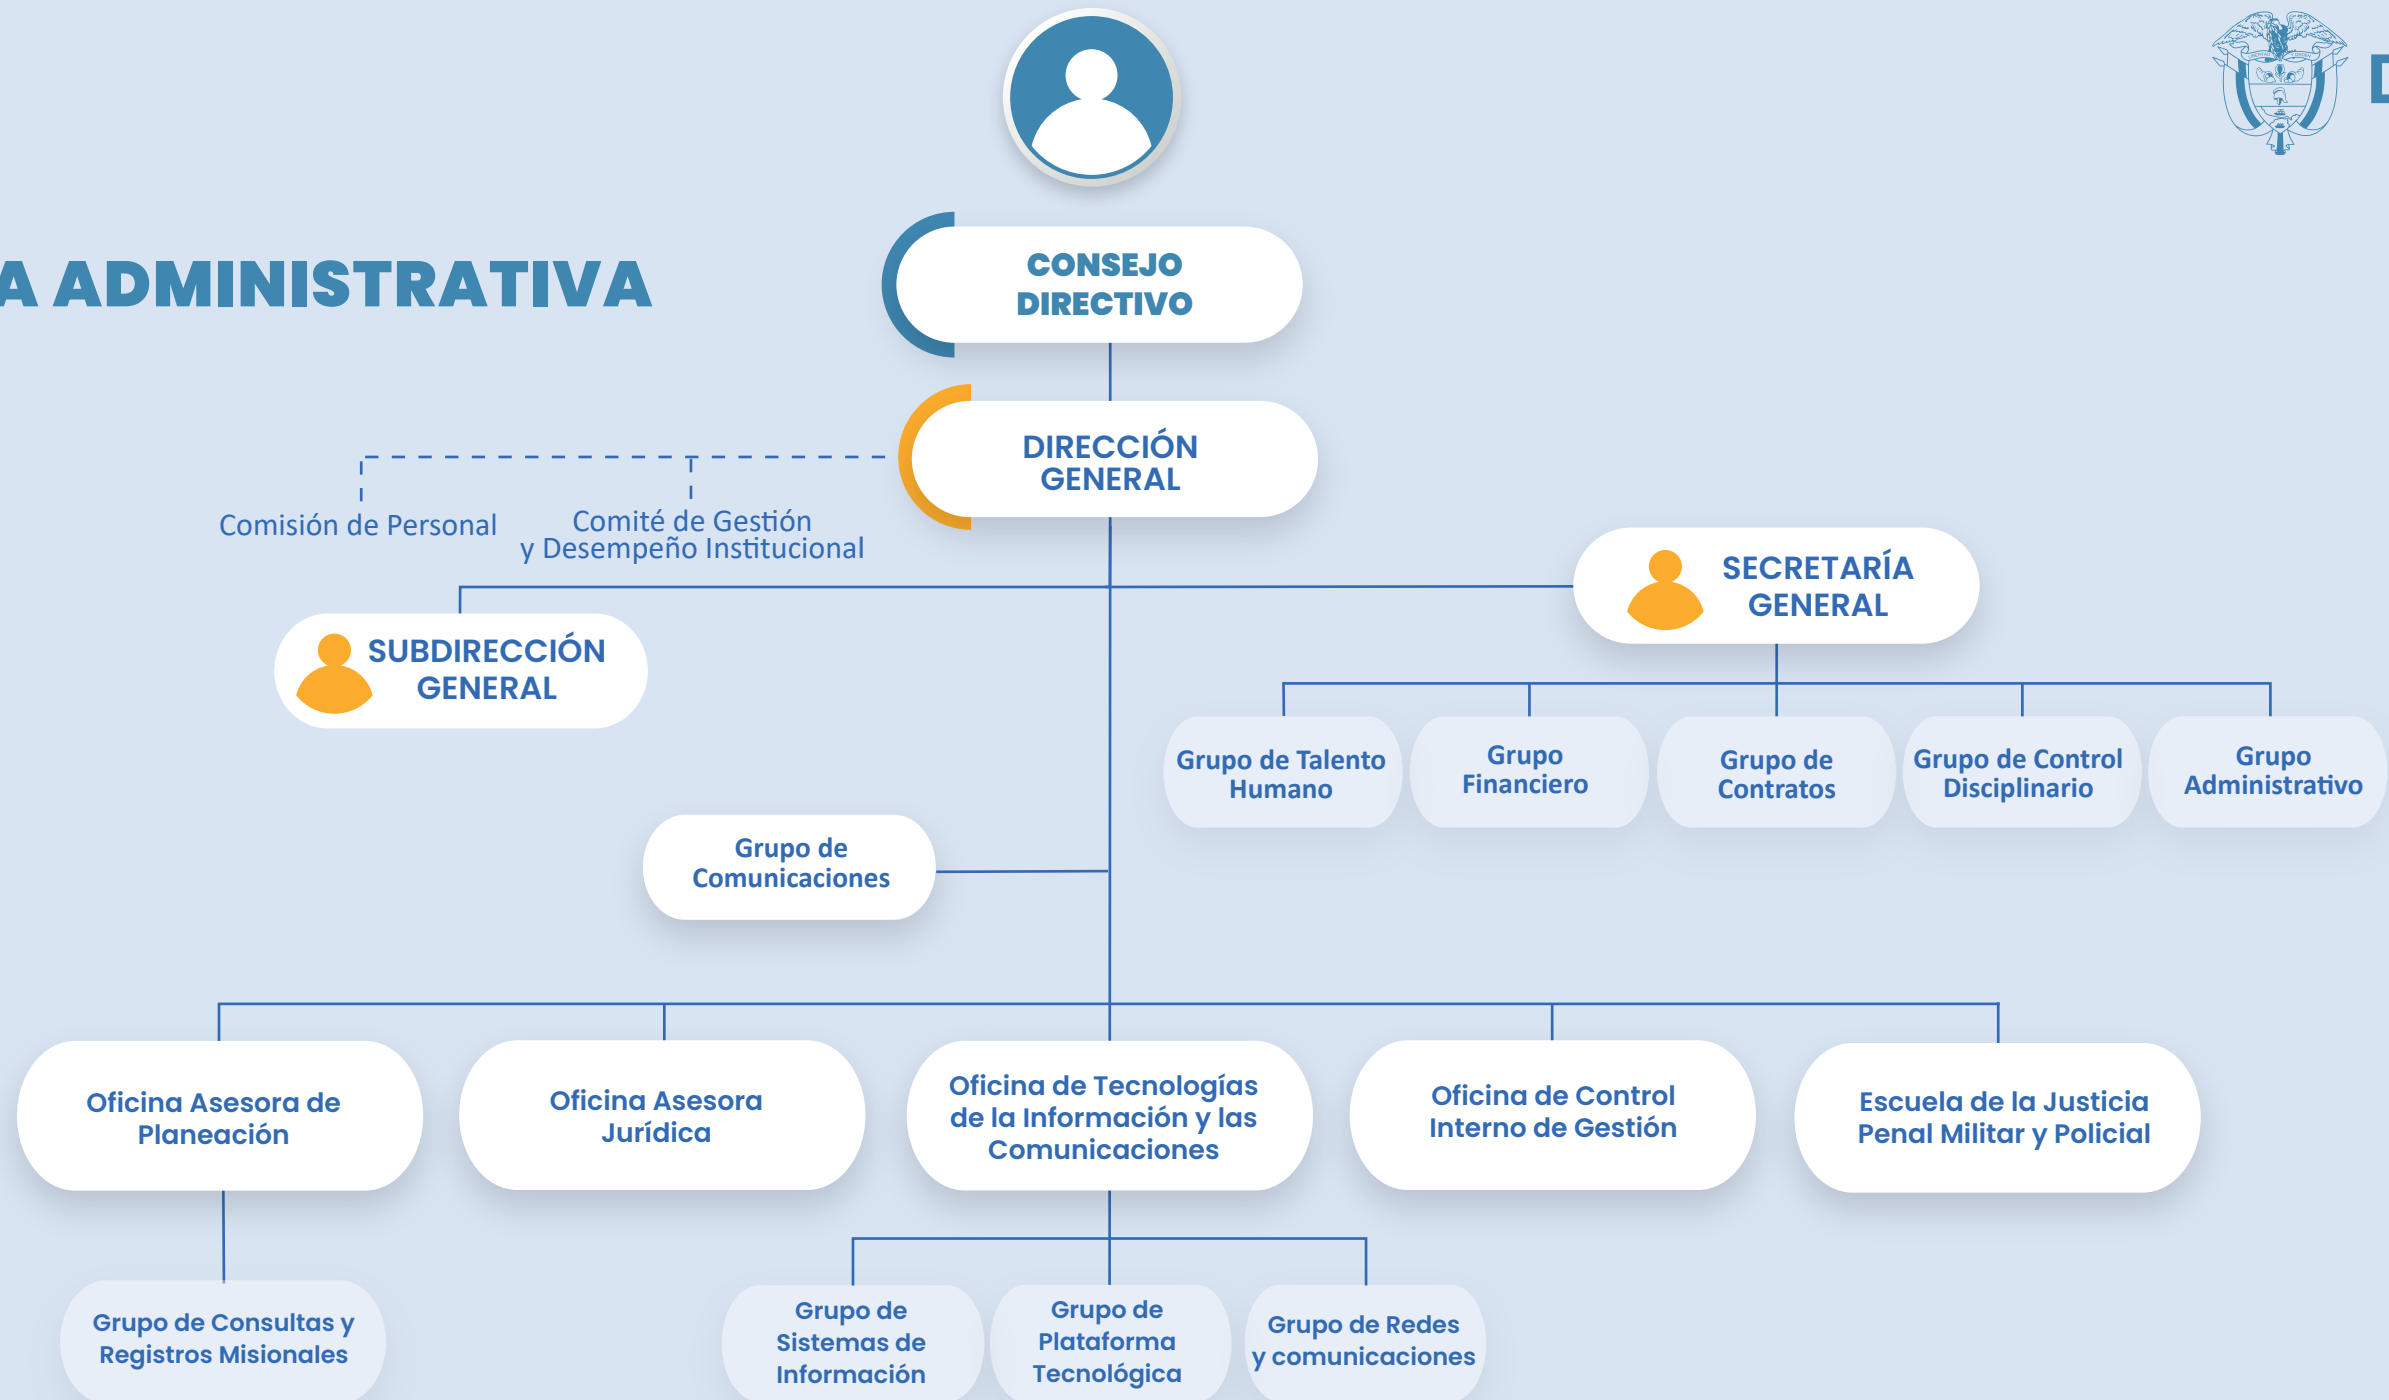 D
A ADMINISTRATIVA
CONSEJO
DIRECTIVO
DIRECCIÓN
GENERAL
Comisión de Personal
Comité de Gestión
y Desempeño Institucional
SECRETARÍA
GENERAL
SUBDIRECCIÓN
GENERAL
Grupo de Talento
Humano
Grupo
Financiero
Grupo de
Contratos
Grupo de Control
Disciplinario
Grupo
Administrativo
Grupo de
Comunicaciones
Oficina Asesora de
Planeación
Oficina Asesora
Jurídica
Oficina de Tecnologías
de la Información y las
Comunicaciones
Oficina de Control
Interno de Gestión
Escuela de la Justicia
Penal Militar y Policial
Grupo de Consultas y
Registros Misionales
Grupo de
Sistemas de
Información
Grupo de
Plataforma
Tecnológica
Grupo de Redes
y comunicaciones